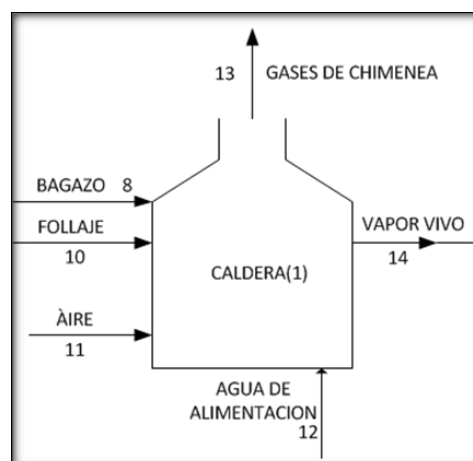 13 GASES DE CHIMENEA
BAGAZO 8
FOLLAJE
10
VAPOR VIVO
14
CALDERA(1)
ÀIRE
11
AGUA DE
ALIMENTACION
12